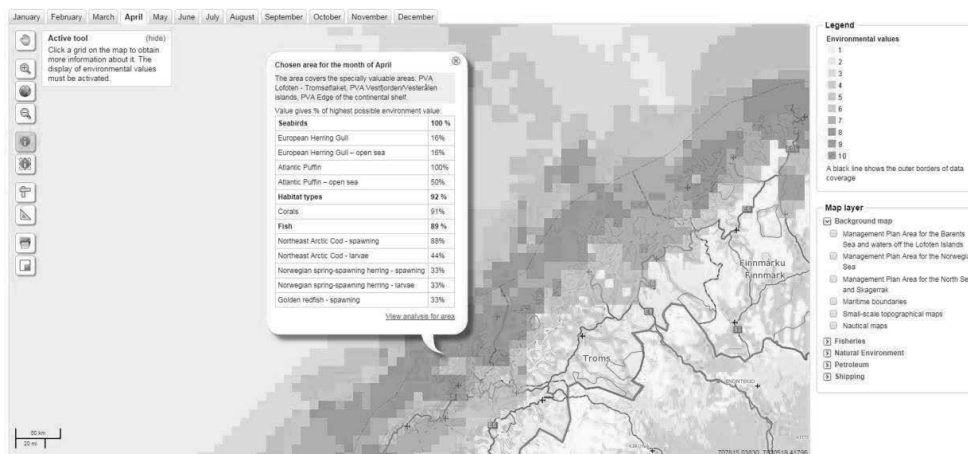 January February March April May June July August September October November December
Active tool (hide)
Click a grid on the map to obtain
more information about it. The
display of environmental values
must be activated.
Chosen area for the month of April
The area covers the specially valuable areas: PVA
Lofoten - Tromsøflaket, PVA Vestfjorden/Vesterålen
islands, PVA Edge of the continental shelf.
Value gives % of highest possible environment value:
Seabirds 100 %
European Herring Gull 16%
European Herring Gull – open sea 16%
Atlantic Puffin 100%
Atlantic Puffin – open sea 50%
Habitat types 92 %
Corals 91%
Fish 89 %
Northeast Arctic Cod - spawning 88%
Northeast Arctic Cod - larvae 44%
Norwegian spring-spawning herring - spawning 33%
Norwegian spring-spawning herring - larvae 33%
Golden redfish - spawning 33%
View analysis for area
Finnmárku
Finnmark
Troms
50 km
20 mi
Legend
Environmental values
1
2
3
4
5
6
7
8
9
10
A black line shows the outer borders of data
coverage
Map layer
Background map
Management Plan Area for the Barents
Sea and waters off the Lofoten Islands
Management Plan Area for the Norwegia
Sea
Management Plan Area for the North Se
and Skagerrak
Maritime boundaries
Small-scale topographical maps
Nautical maps
Fisheries
Natural Environment
Petroleum
Shipping